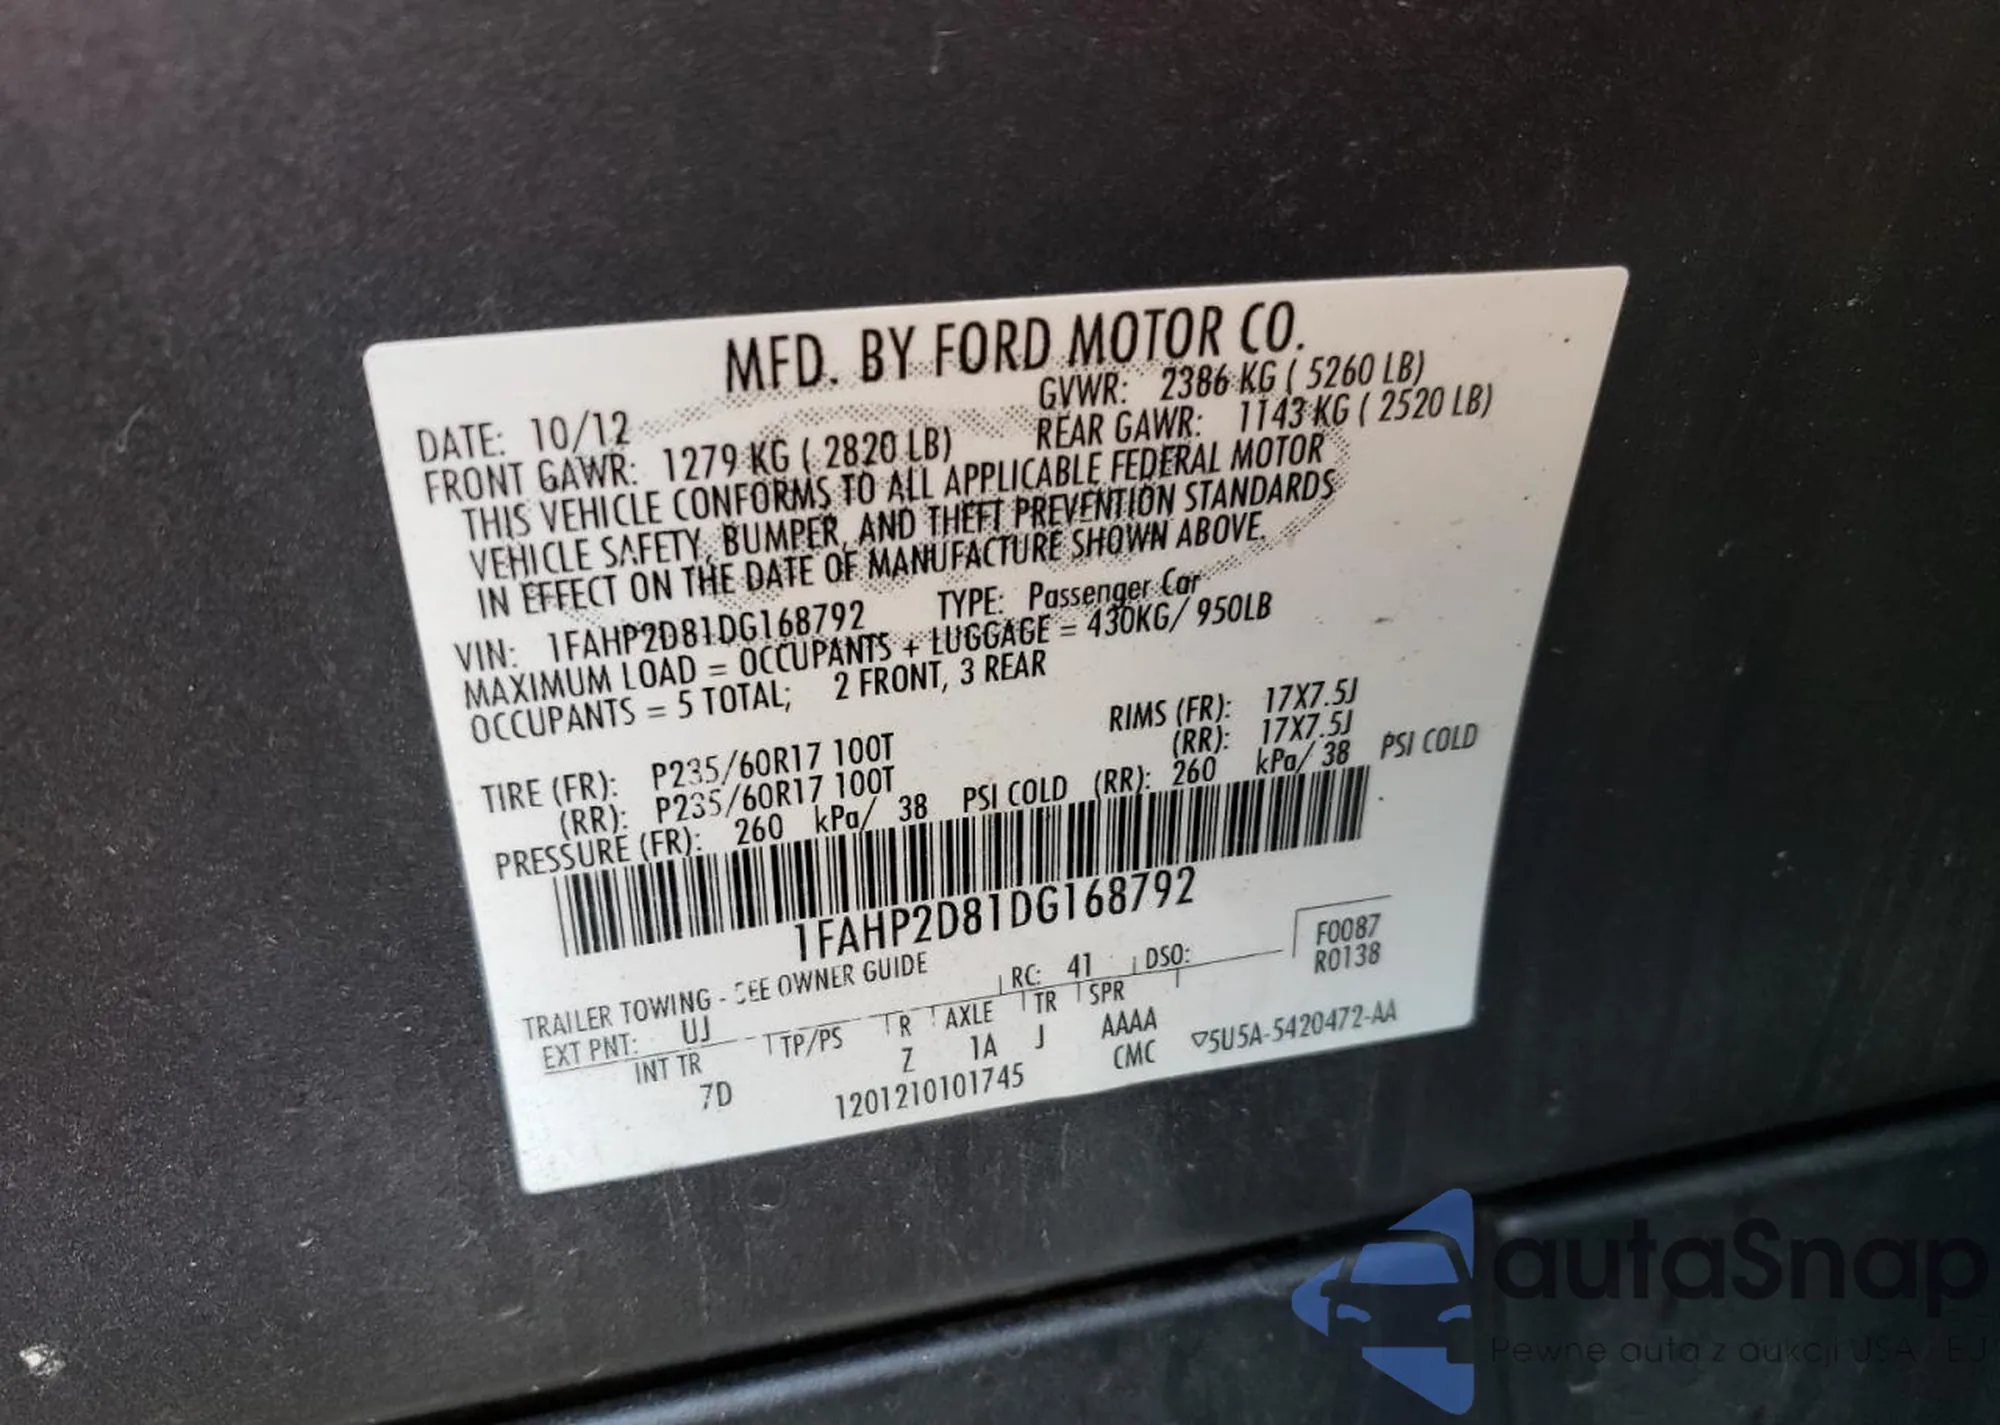 MFD. BY FORD MOTOR CO.
DATE: 10/12 GVWR: 2386 KG ( 5260 LB)
FRONT GAWR: 1279 KG ( 2820 LB) REAR GAWR: 1143 KG ( 2520 LB)
THIS VEHICLE CONFORMS TO ALL APPLICABLE FEDERAL MOTOR
VEHICLE SAFETY, BUMPER, AND THEFT PREVENTION STANDARDS
IN EFFECT ON THE DATE OF MANUFACTURE SHOWN ABOVE.
VIN: 1FAHP2D81DG168792 TYPE: Passenger Car
MAXIMUM LOAD = OCCUPANTS + LUGGAGE = 430KG/ 950LB
OCCUPANTS = 5 TOTAL; 2 FRONT, 3 REAR
TIRE (FR): P235/60R17 100T RIMS (FR): 17X7.5J
(RR): P235/60R17 100T (RR): 17X7.5J
PRESSURE (FR): 260 kPa/ 38 PSI COLD (RR): 260 kPa/ 38 PSI COLD
1FAHP2D81DG168792
F0087
TRAILER TOWING - SEE OWNER GUIDE RC: 41 DSO: R0138
EXT PNT: UJ
INT TR TP/PS R AXLE TR SPR
7D Z 1A J AAAA
1201210101745 CMC ▽5U5A-5420472-AA
autaSnap
Pewne auta z aukcji USA i EU